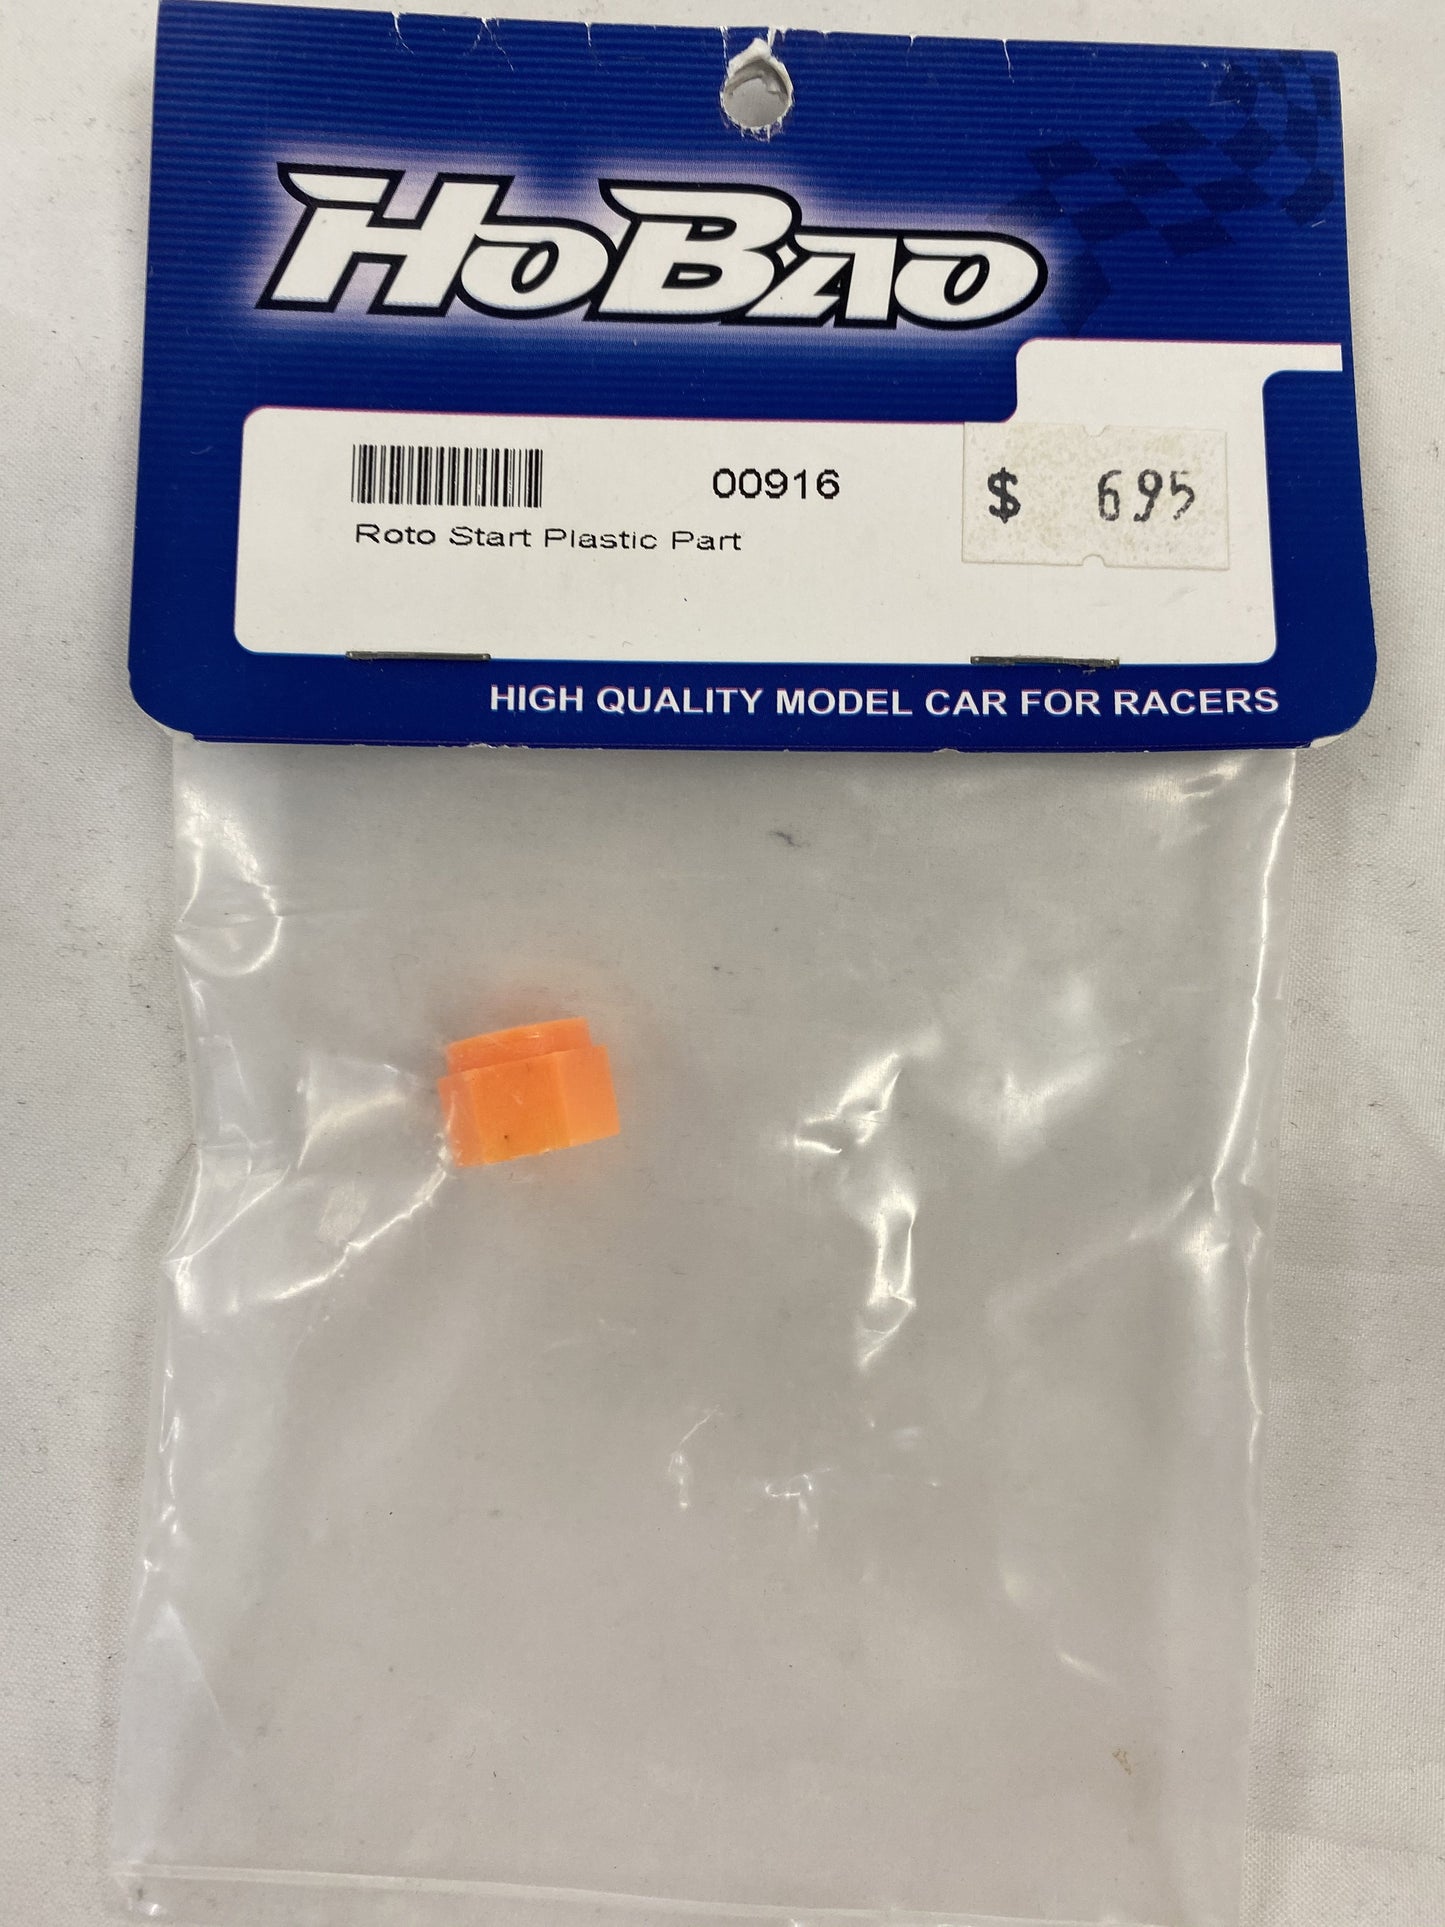 HoBao
00916
$ 695
Roto Start Plastic Part
HIGH QUALITY MODEL CAR FOR RACERS